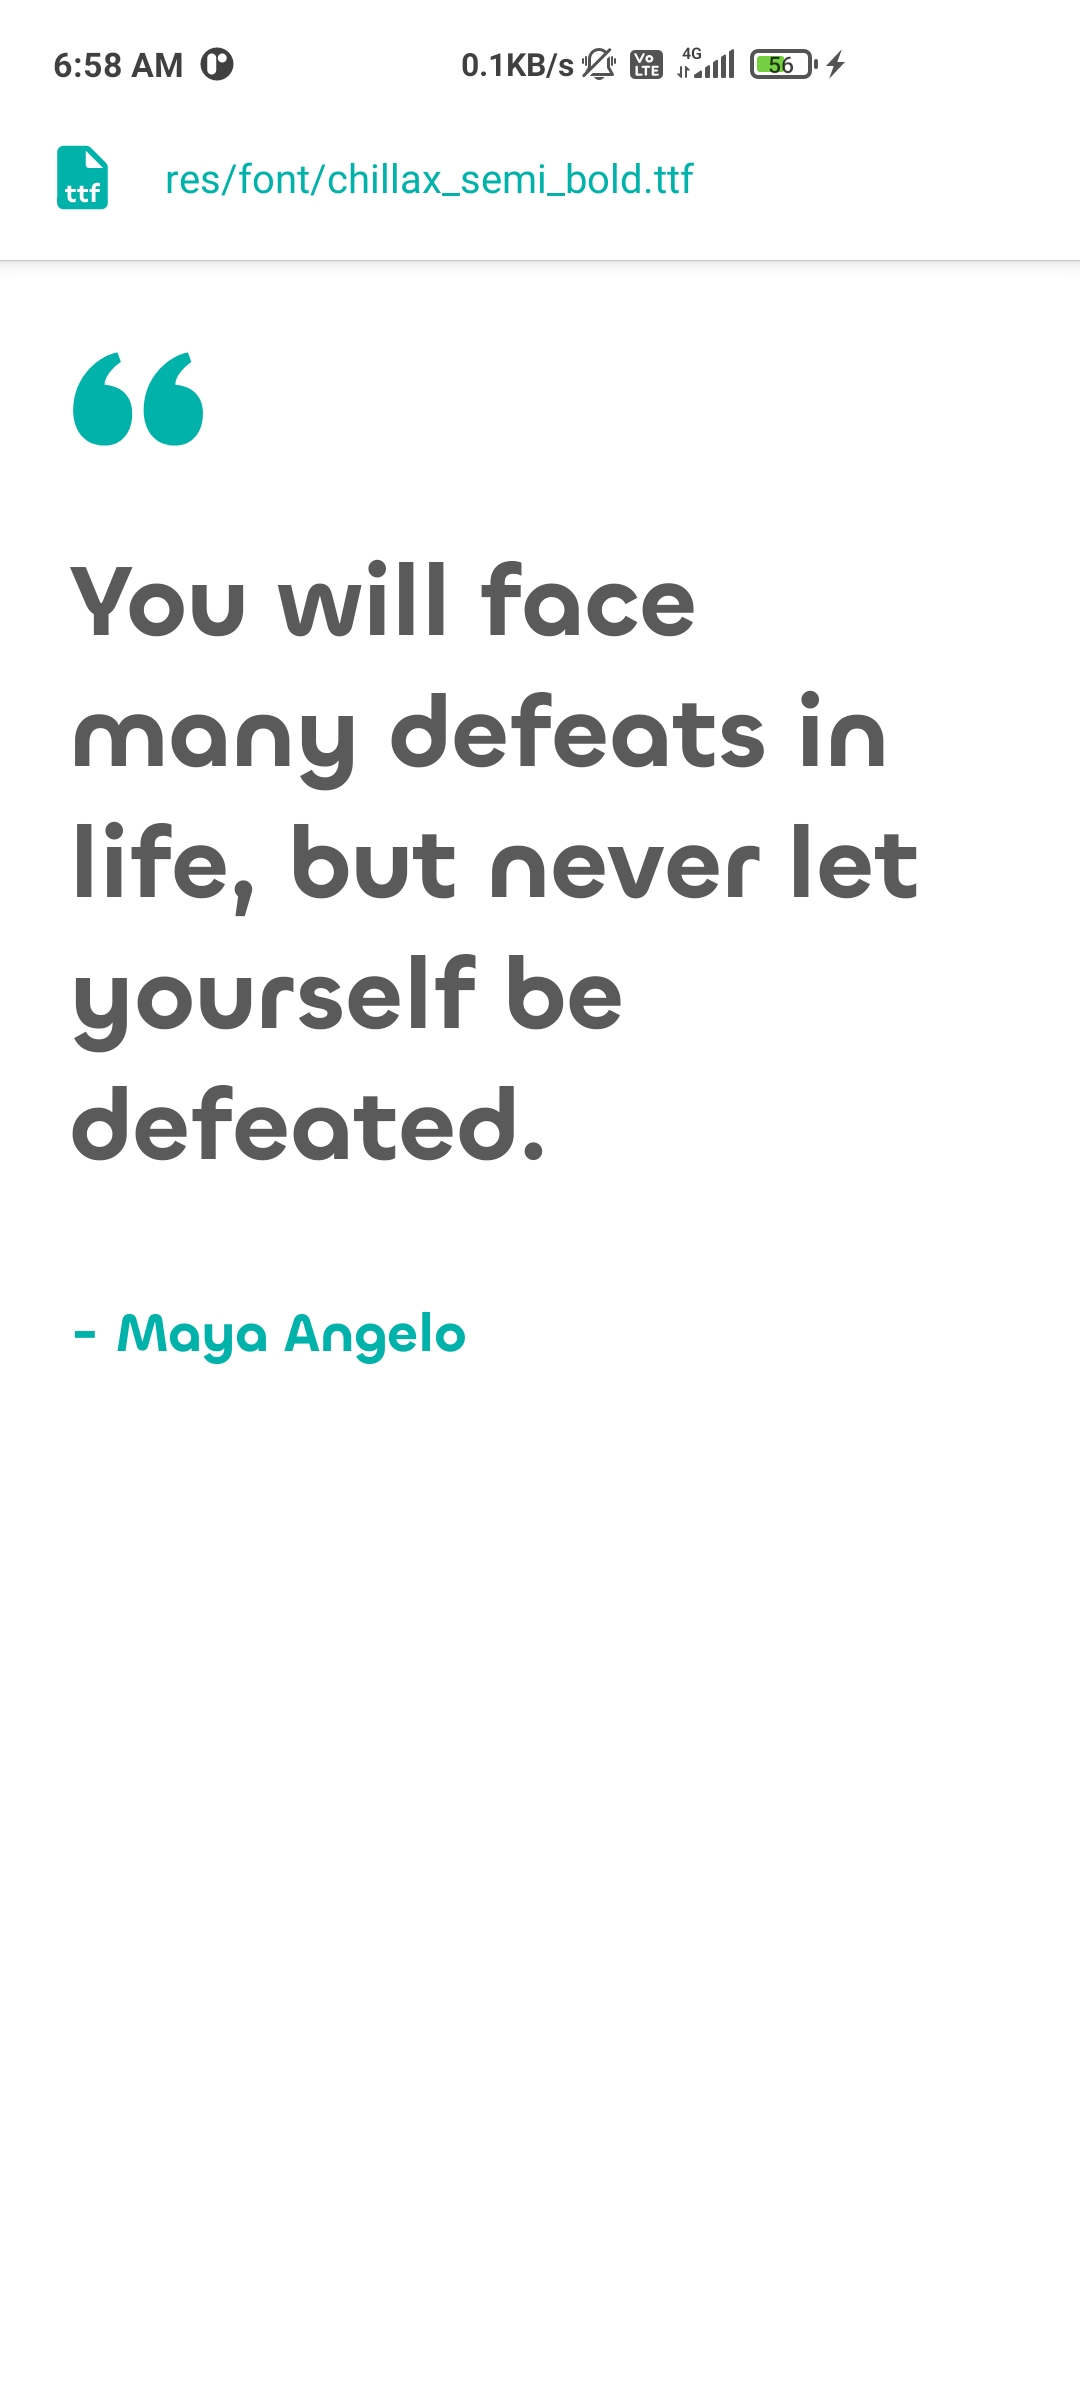 6:58 AM 0.1KB/s Vo LTE 4G 56
ttf res/font/chillax_semi_bold.ttf
“
You will face
many defeats in
life, but never let
yourself be
defeated.
- Maya Angelo